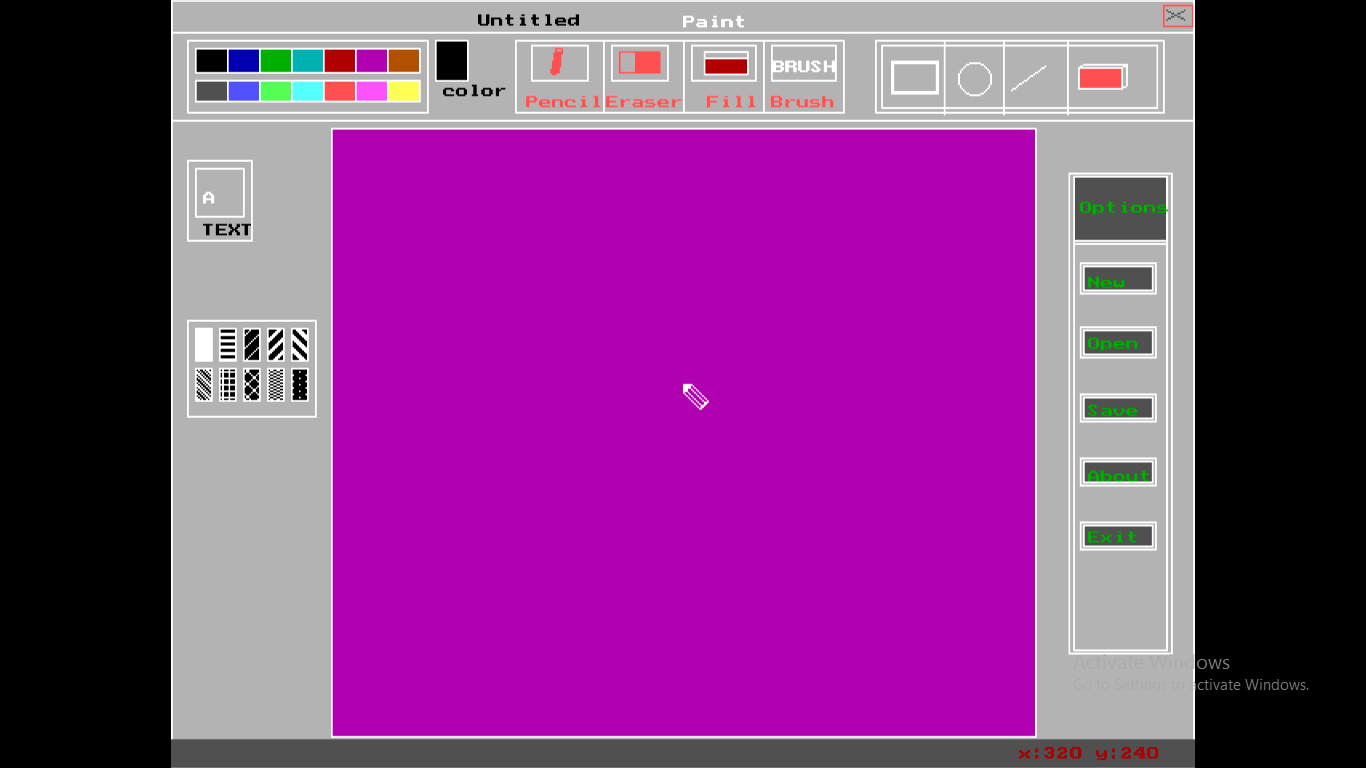 Untitled Paint
color
Pencil Eraser Fill Brush
BRUSH
A
TEXT
Options
New
Open
Save
About
Exit
Activate Windows
Go to Settings to activate Windows.
x:320 y:240